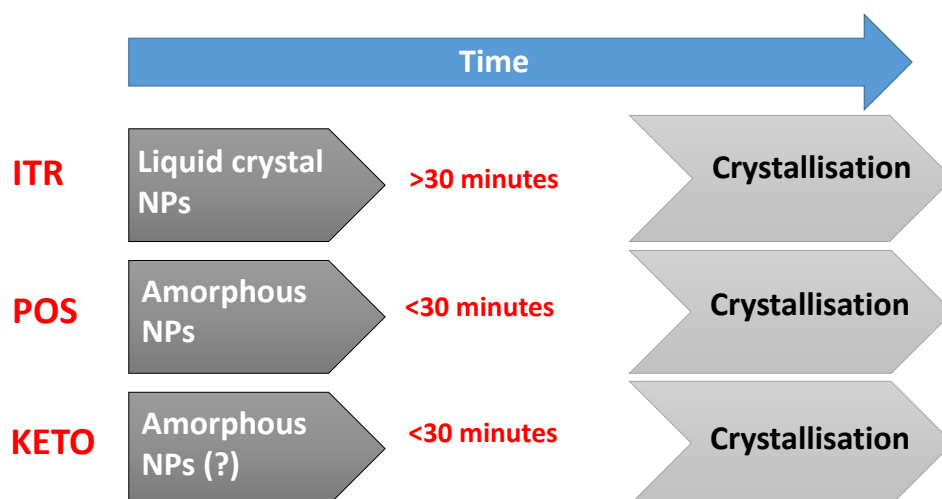 Time
ITR
Liquid crystal
NPs
>30 minutes
Crystallisation
POS
Amorphous
NPs
<30 minutes
Crystallisation
KETO
Amorphous
NPs (?)
<30 minutes
Crystallisation